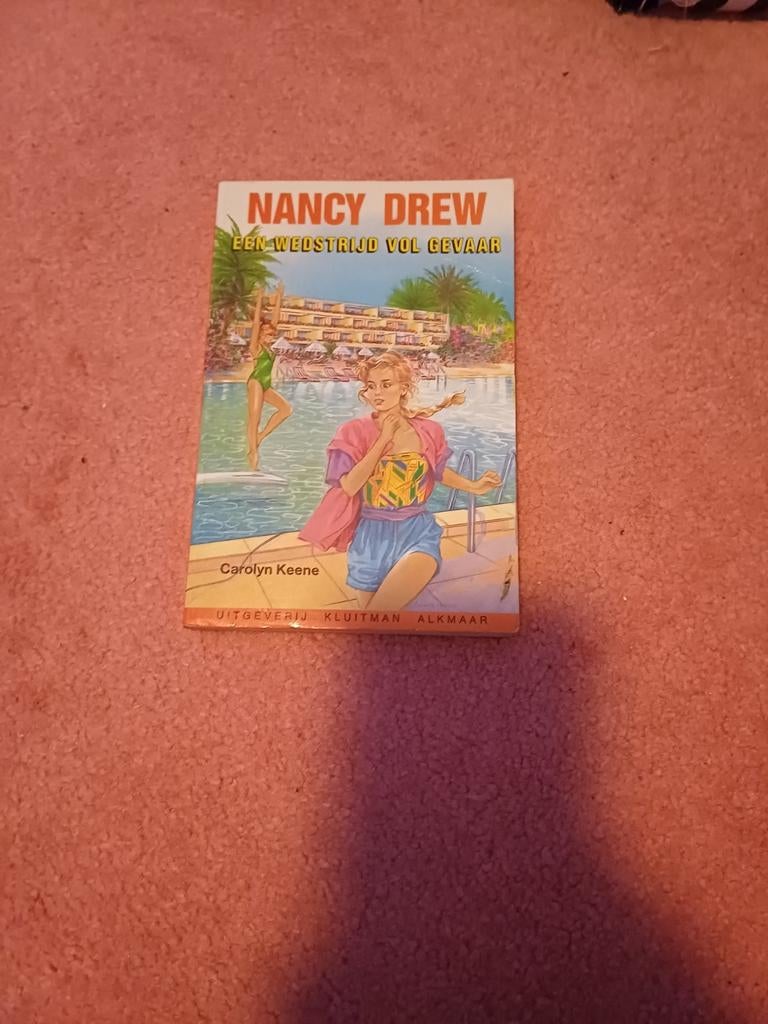 NANCY DREW
EEN WEDSTRIJD VOL GEVAAR
Carolyn Keene
UITGEVERIJ KLUITMAN ALKMAAR